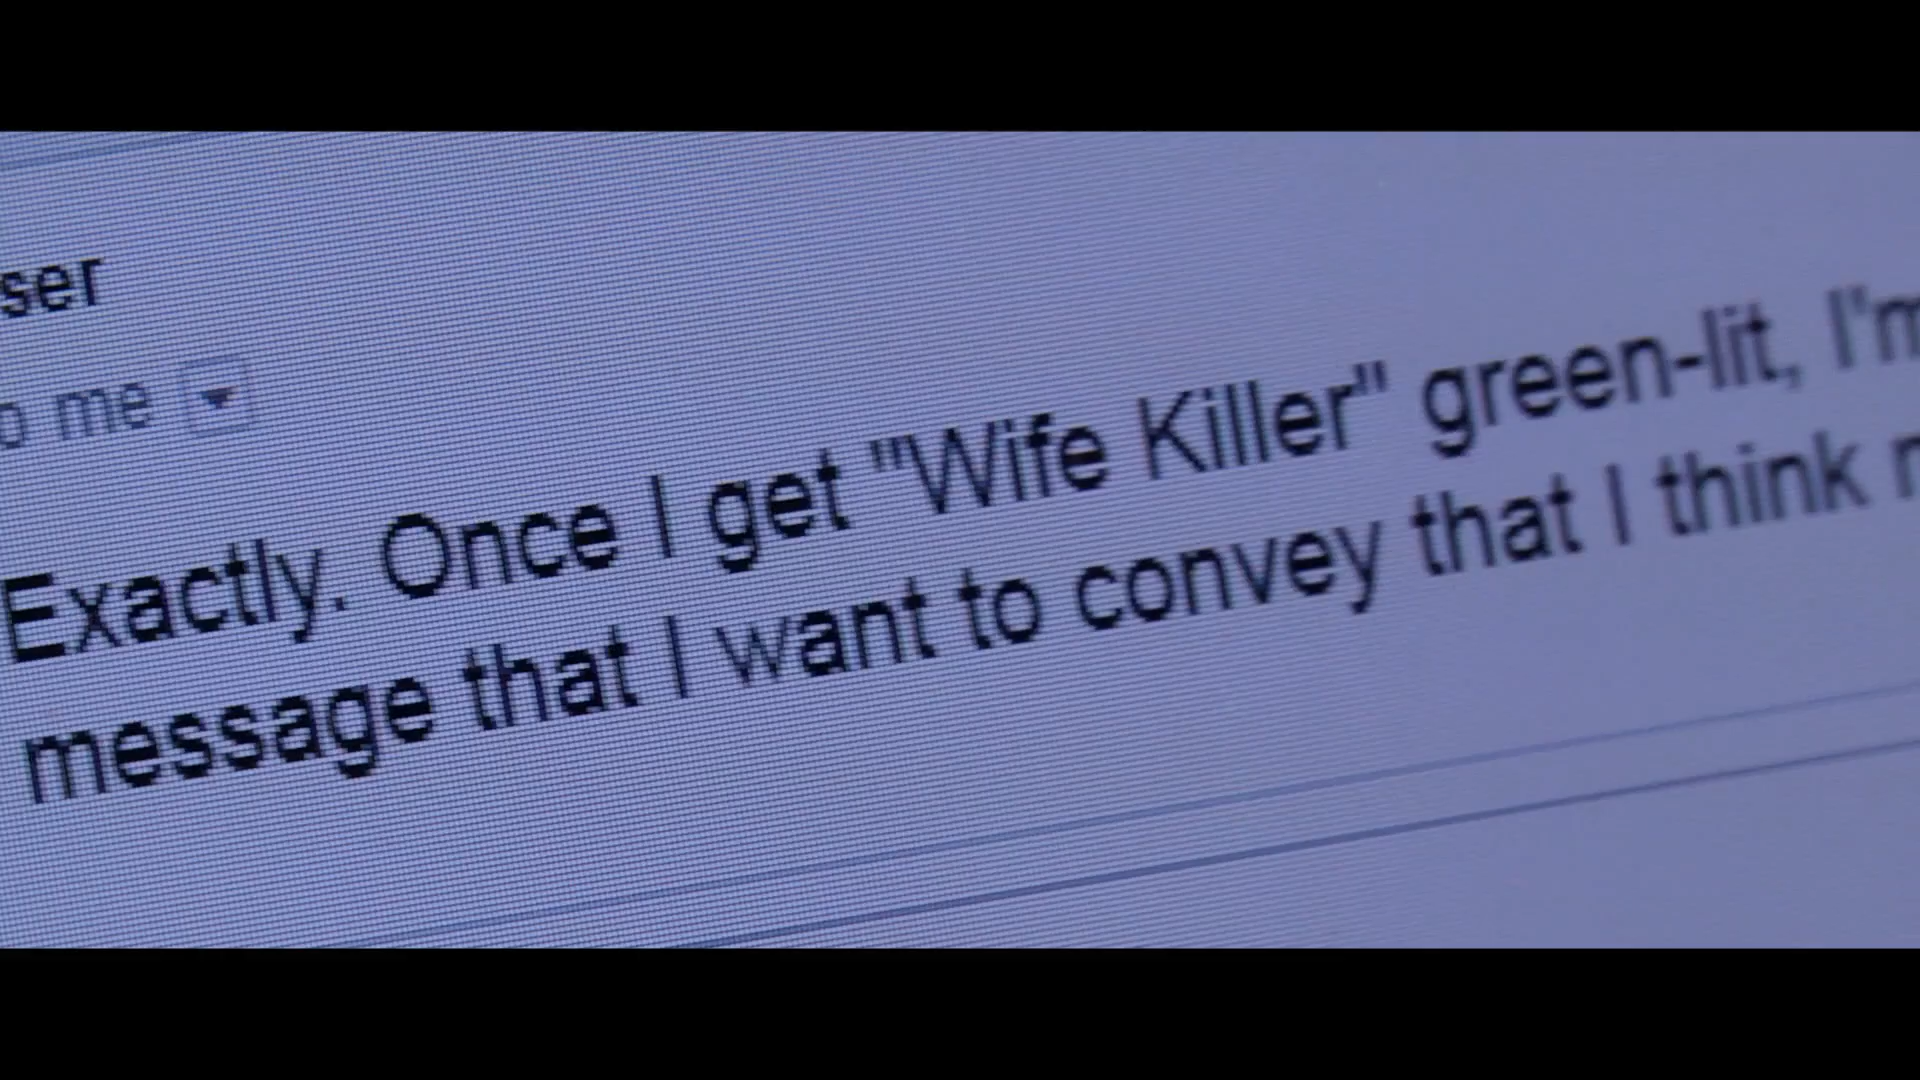 ser
o me
Exactly. Once I get "Wife Killer" green-lit, I'm
message that I want to convey that I think